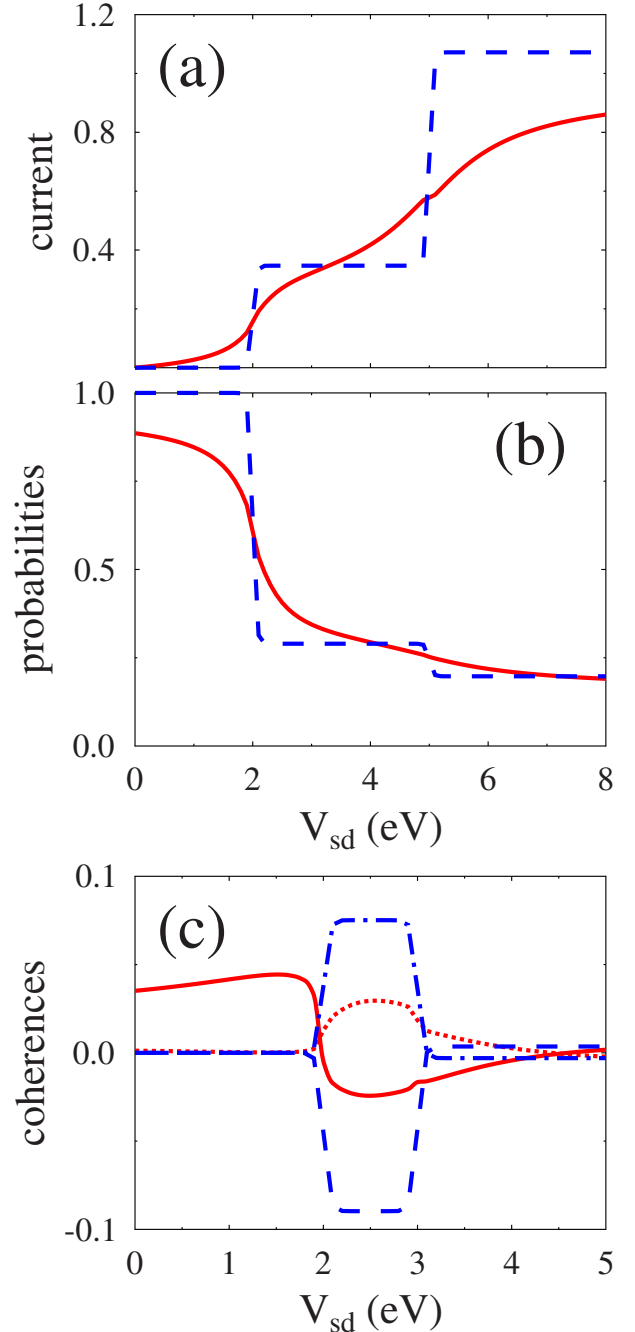 (a)
1.2
0.8
0.4
current
(b)
1.0
0.5
0.0
probabilities
0 2 4 6 8
V_sd (eV)
(c)
0.1
0.0
-0.1
coherences
0 1 2 3 4 5
V_sd (eV)